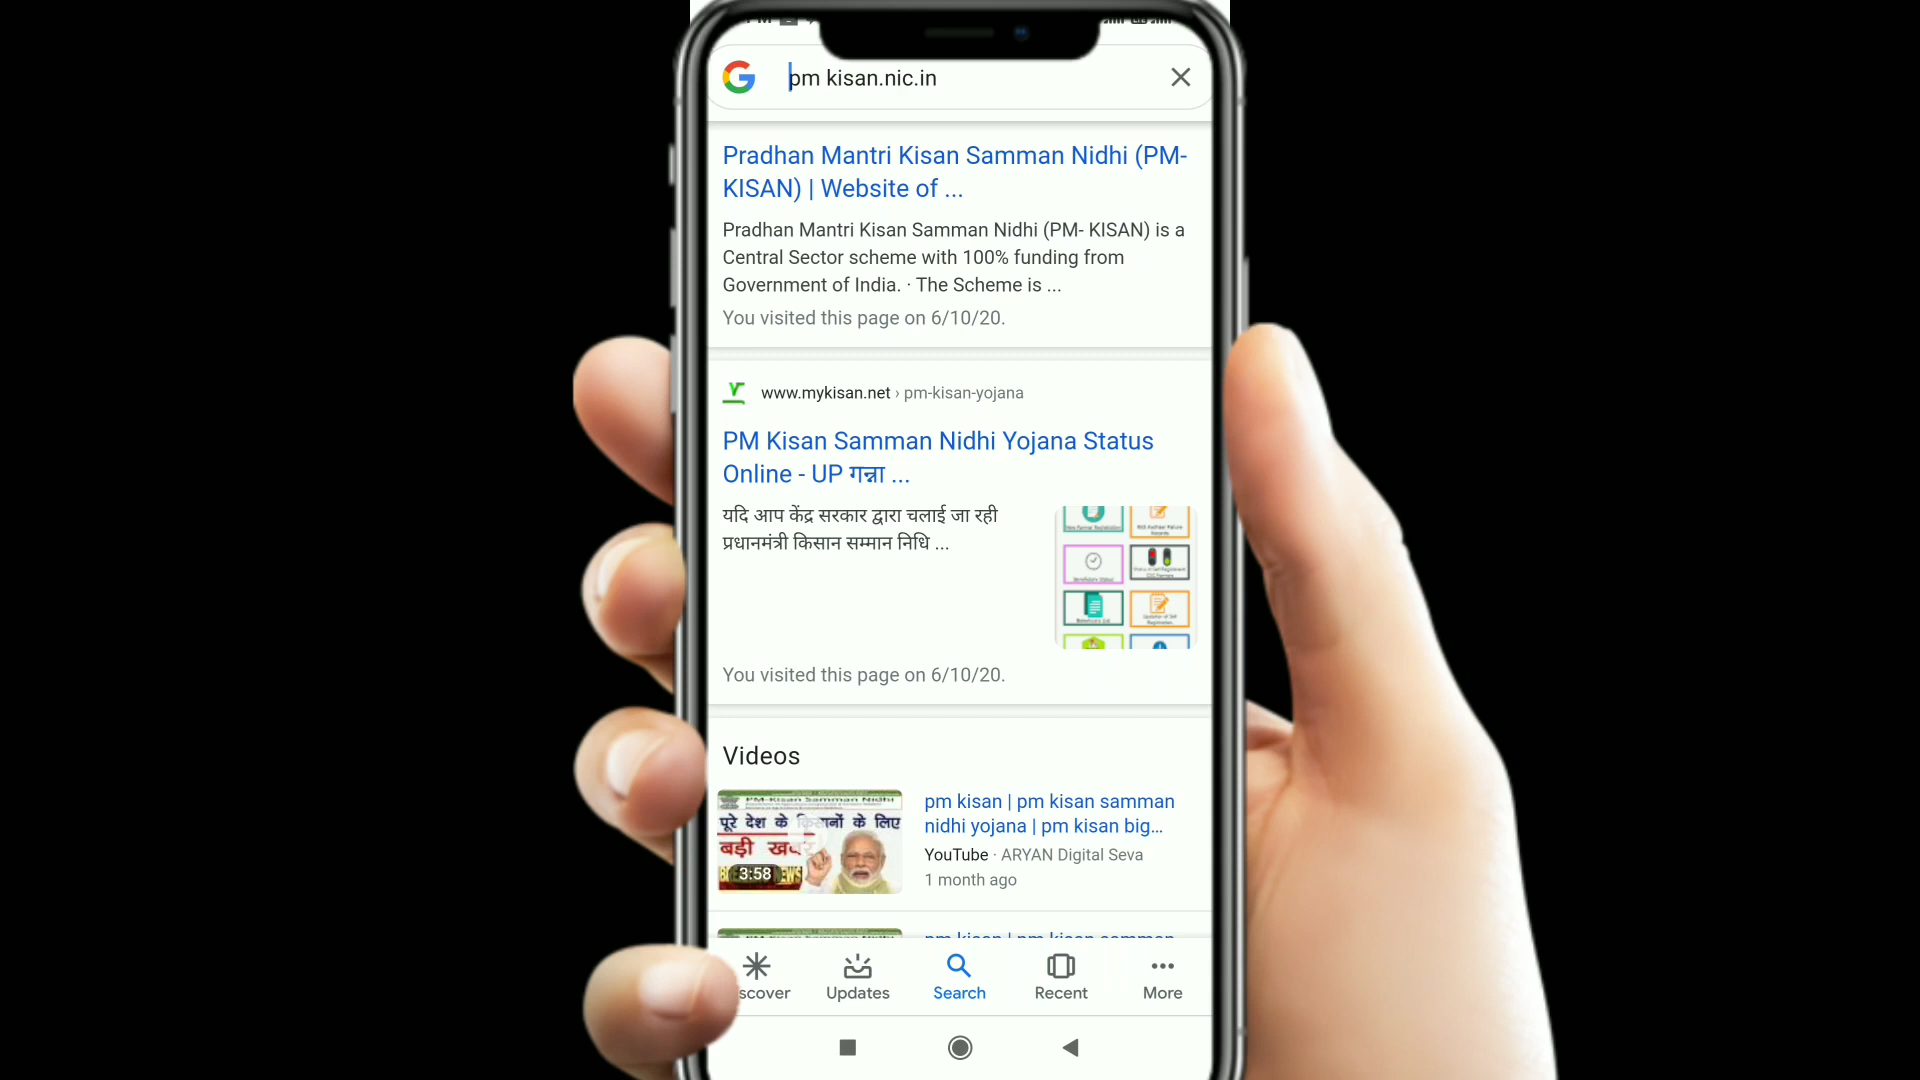 pm kisan.nic.in
Pradhan Mantri Kisan Samman Nidhi (PM-
KISAN) | Website of ...
Pradhan Mantri Kisan Samman Nidhi (PM- KISAN) is a
Central Sector scheme with 100% funding from
Government of India. · The Scheme is ...
You visited this page on 6/10/20.
www.mykisan.net › pm-kisan-yojana
PM Kisan Samman Nidhi Yojana Status
Online - UP गन्ना ...
यदि आप केंद्र सरकार द्वारा चलाई जा रही
प्रधानमंत्री किसान सम्मान निधि ...
You visited this page on 6/10/20.
Videos
PM-Kisan Samman Nidhi
पूरे देश के किसानों के लिए
बड़ी खबर
3:58
pm kisan | pm kisan samman
nidhi yojana | pm kisan big...
YouTube · ARYAN Digital Seva
1 month ago
pm kisan | pm kisan samman
scover
Updates
Search
Recent
More